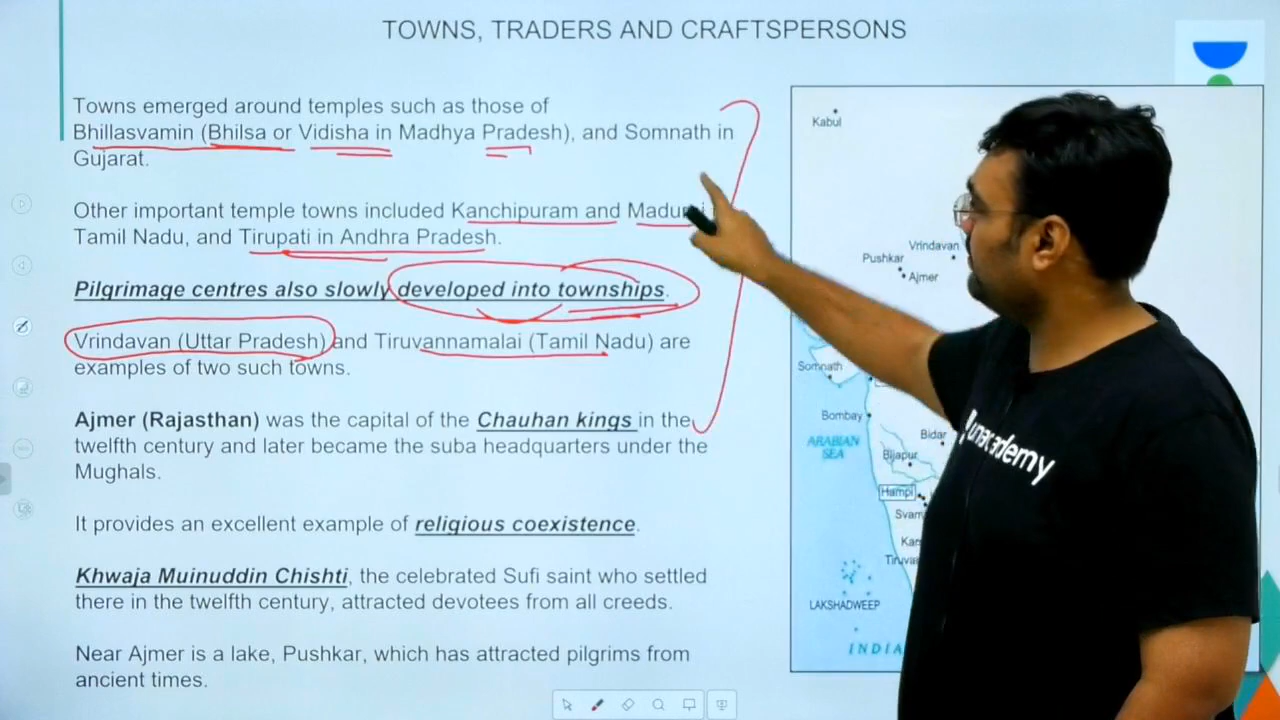 TOWNS, TRADERS AND CRAFTSPERSONS
Towns emerged around temples such as those of
Bhillasvamin (Bhilsa or Vidisha in Madhya Pradesh), and Somnath in
Gujarat.
Other important temple towns included Kanchipuram and
Tamil Nadu, and Tirupati in Andhra Pradesh.
Pilgrimage centres also slowly developed into townships.
Vrindavan (Uttar Pradesh) and Tiruvannamalai (Tamil Nadu) are
examples of two such towns.
Ajmer (Rajasthan) was the capital of the Chauhan kings in the
twelfth century and later became the suba headquarters under the
Mughals.
It provides an excellent example of religious coexistence.
Khwaja Muinuddin Chishti, the celebrated Sufi saint who settled
there in the twelfth century, attracted devotees from all creeds.
Near Ajmer is a lake, Pushkar, which has attracted pilgrims from
ancient times.
Kabul
Vrindavan
Pushkar
Ajmer
Somnath
Bombay
ARABIAN
SEA
Bidar
Bijapur
Hampi
LAKSHADWEEP
unacademy